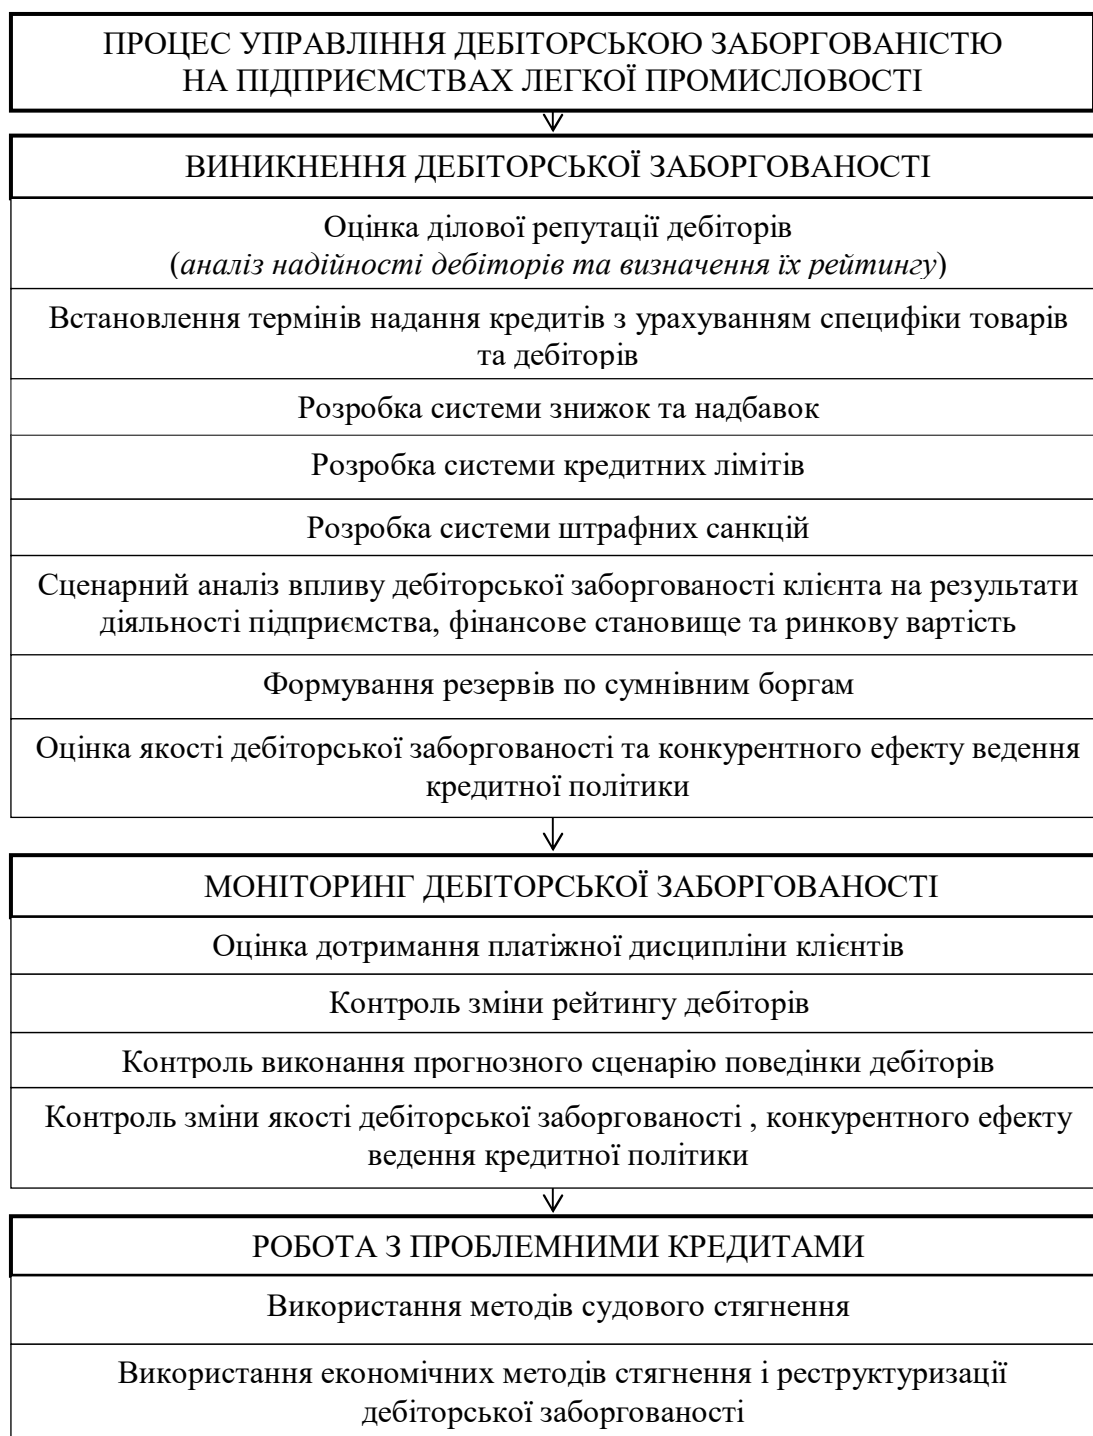 ПРОЦЕС УПРАВЛІННЯ ДЕБІТОРСЬКОЮ ЗАБОРГОВАНІСТЮ
НА ПІДПРИЄМСТВАХ ЛЕГКОЇ ПРОМИСЛОВОСТІ
ВИНИКНЕННЯ ДЕБІТОРСЬКОЇ ЗАБОРГОВАНОСТІ
Оцінка ділової репутації дебіторів
(аналіз надійності дебіторів та визначення їх рейтингу)
Встановлення термінів надання кредитів з урахуванням специфіки товарів
та дебіторів
Розробка системи знижок та надбавок
Розробка системи кредитних лімітів
Розробка системи штрафних санкцій
Сценарний аналіз впливу дебіторської заборгованості клієнта на результати
діяльності підприємства, фінансове становище та ринкову вартість
Формування резервів по сумнівним боргам
Оцінка якості дебіторської заборгованості та конкурентного ефекту ведення
кредитної політики
МОНІТОРИНГ ДЕБІТОРСЬКОЇ ЗАБОРГОВАНОСТІ
Оцінка дотримання платіжної дисципліни клієнтів
Контроль зміни рейтингу дебіторів
Контроль виконання прогнозного сценарію поведінки дебіторів
Контроль зміни якості дебіторської заборгованості , конкурентного ефекту
ведення кредитної політики
РОБОТА З ПРОБЛЕМНИМИ КРЕДИТАМИ
Використання методів судового стягнення
Використання економічних методів стягнення і реструктуризації
дебіторської заборгованості